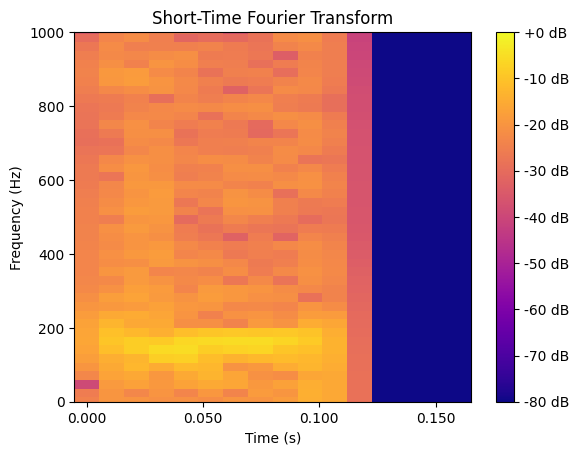 Short-Time Fourier Transform
Frequency (Hz)
1000
800
600
400
200
0
0.000
0.050
0.100
0.150
Time (s)
+0 dB
-10 dB
-20 dB
-30 dB
-40 dB
-50 dB
-60 dB
-70 dB
-80 dB